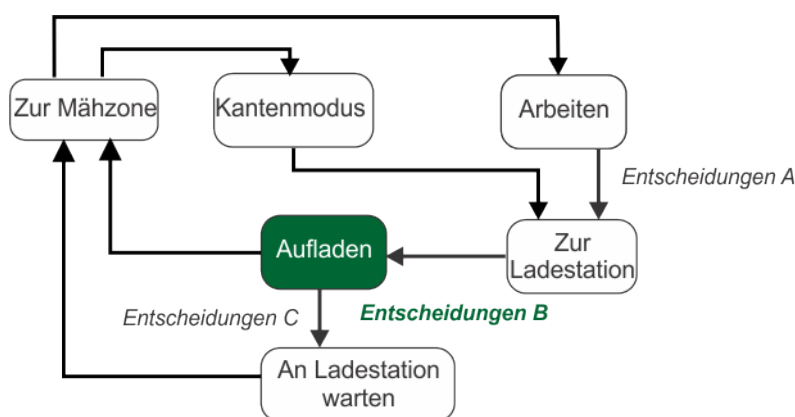 Zur Mähzone
Kantenmodus
Arbeiten
Entscheidungen A
Aufladen
Zur
Ladestation
Entscheidungen C
Entscheidungen B
An Ladestation
warten